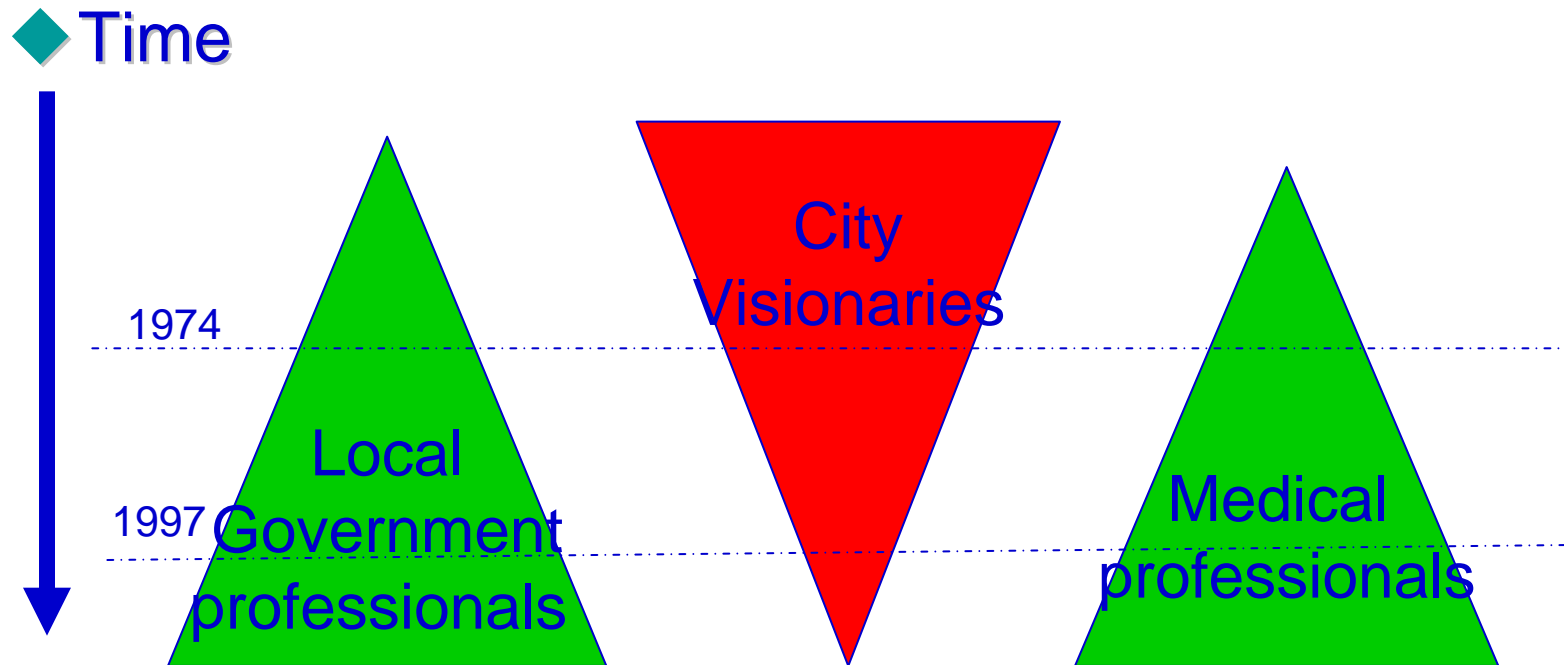 Time
City
Visionaries
1974
Local
Government
professionals
1997
Medical
professionals